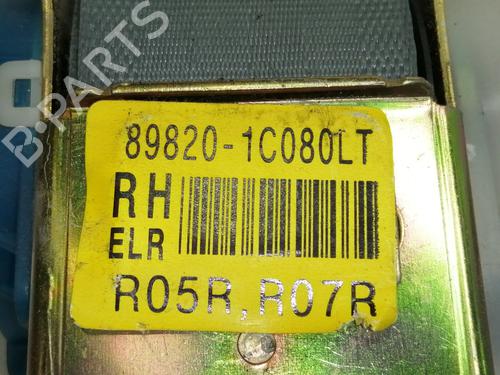 B-PARTS
89820-1C080LT
RH
ELR
R05R,R07R